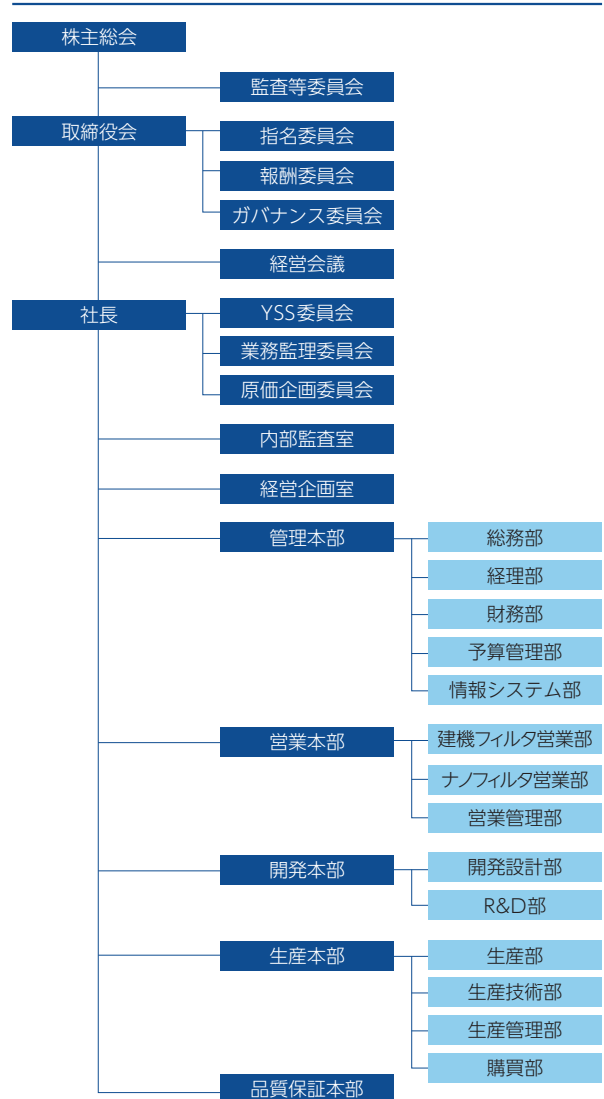 株主総会
監査等委員会
取締役会
指名委員会
報酬委員会
ガバナンス委員会
経営会議
社長
YSS委員会
業務監理委員会
原価企画委員会
内部監査室
経営企画室
管理本部
総務部
経理部
財務部
予算管理部
情報システム部
営業本部
建機フィルタ営業部
ナノフィルタ営業部
営業管理部
開発本部
開発設計部
R&D部
生産本部
生産部
生産技術部
生産管理部
購買部
品質保証本部